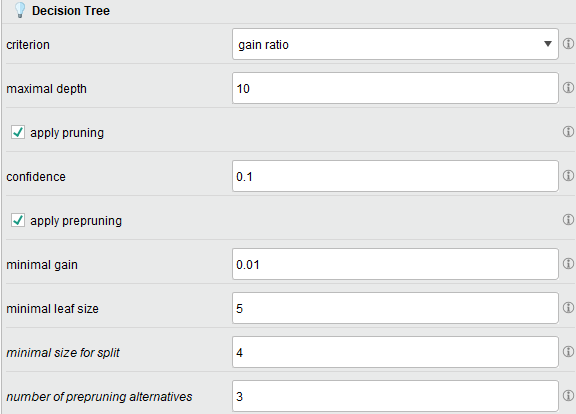 Decision Tree
criterion gain ratio
maximal depth 10
apply pruning
confidence 0.1
apply prepruning
minimal gain 0.01
minimal leaf size 5
minimal size for split 4
number of prepruning alternatives 3